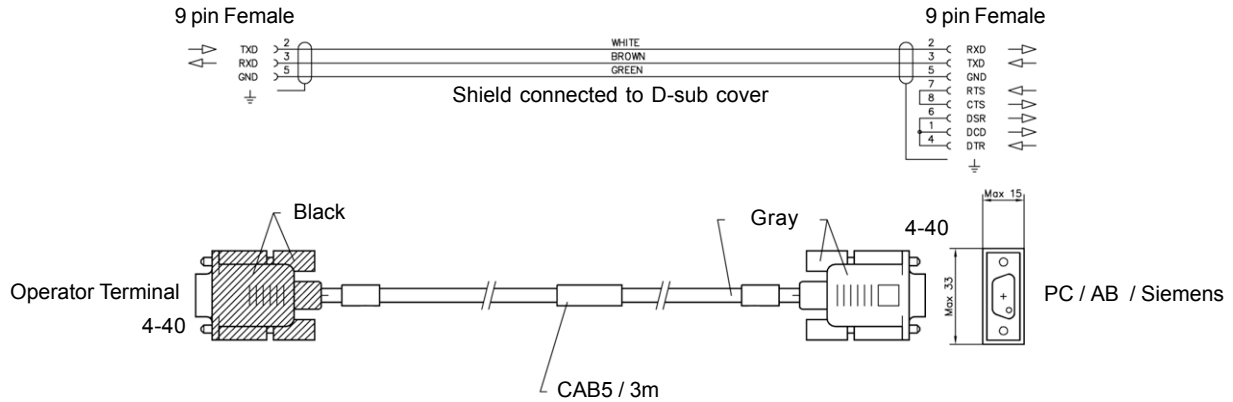 9 pin Female
9 pin Female
TXD 2 WHITE 2 RXD
RXD 3 BROWN 3 TXD
GND 5 GREEN 5 GND
7 RTS
Shield connected to D-sub cover
8 CTS
6 DSR
1 DCD
4 DTR
Max 15
Black
Gray
4-40
Operator Terminal
4-40
Max 33
PC / AB / Siemens
CAB5 / 3m